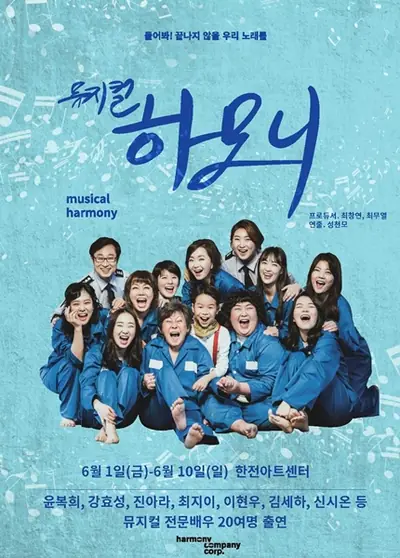 들어봐! 끝나지 않을 우리 노래를
뮤지컬
하모니
musical
harmony
프로듀서. 최창연, 최무열
연출. 성천모
6월 1일(금)-6월 10일(일) 한전아트센터
윤복희, 강효성, 진아라, 최지이, 이현우, 김세하, 신시온 등
뮤지컬 전문배우 20여명 출연
harmony
company
corp.